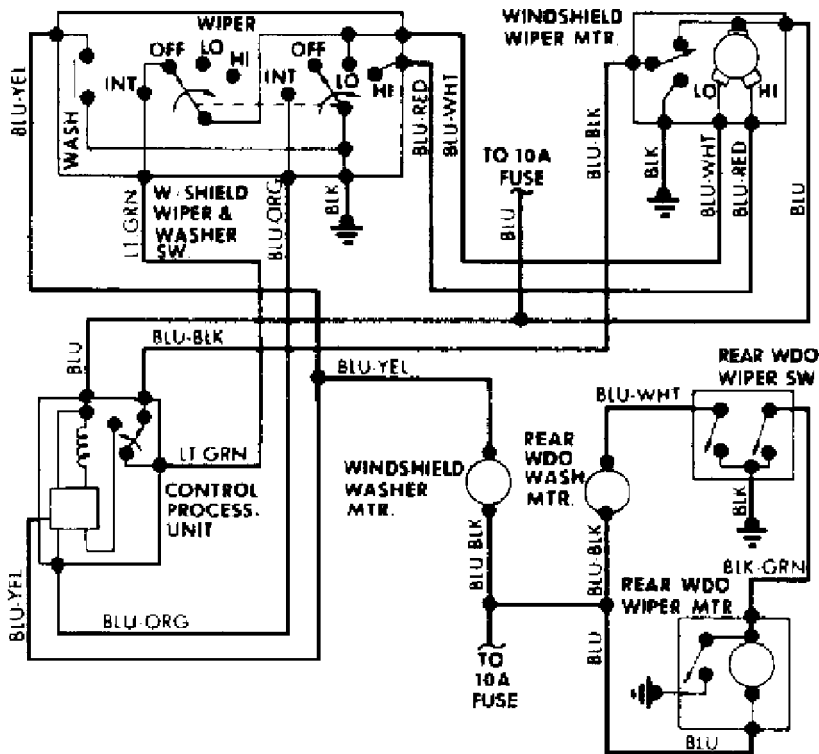 WIPER
LO
OFF
HI
INT
OFF
LO
INT
HI
WASH
BLU-YEL
BLU-RED
BLU-WHT
WINDSHIELD
WIPER MTR.
LO
HI
BLU-BLK
BLK
BLU-WHT
BLU-RED
BLU
TO 10A
FUSE
BLU
LT GRN
W/SHIELD
WIPER &
WASHER
SW.
BLU-ORG
BLK
BLU
BLU-BLK
BLU-YEL
LT GRN
CONTROL
PROCESS.
UNIT
BLU-YEL
BLU-ORG
WINDSHIELD
WASHER
MTR.
BLU BLK
TO
10A
FUSE
REAR
WDO
WASH
MTR.
BLU-WHT
BLU-BLK
BLU
REAR WDO
WIPER SW
BLK
BLK-GRN
REAR WDO
WIPER MTR
BLU